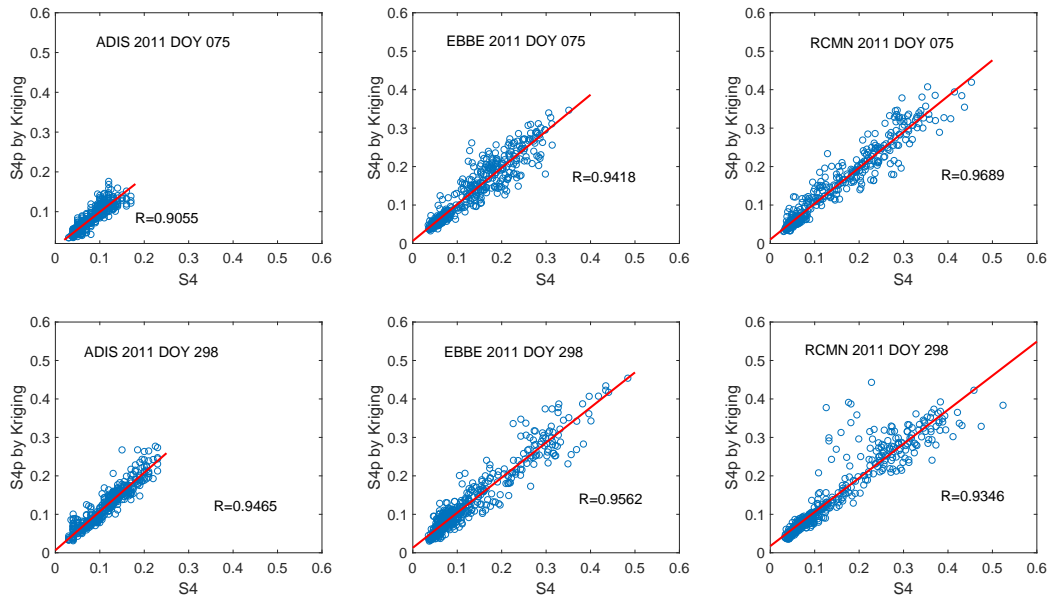 ADIS 2011 DOY 075
S4p by Kriging
0.6
0.5
0.4
0.3
0.2
0.1
R=0.9055
0 0.1 0.2 0.3 0.4 0.5 0.6
S4
EBBE 2011 DOY 075
S4p by Kriging
0.6
0.5
0.4
0.3
0.2
0.1
0
R=0.9418
0 0.1 0.2 0.3 0.4 0.5 0.6
S4
RCMN 2011 DOY 075
S4p by Kriging
0.6
0.5
0.4
0.3
0.2
0.1
0
R=0.9689
0 0.1 0.2 0.3 0.4 0.5 0.6
S4
ADIS 2011 DOY 298
S4p by Kriging
0.6
0.5
0.4
0.3
0.2
0.1
0
R=0.9465
0 0.1 0.2 0.3 0.4 0.5 0.6
S4
EBBE 2011 DOY 298
S4p by Kriging
0.6
0.5
0.4
0.3
0.2
0.1
0
R=0.9562
0 0.1 0.2 0.3 0.4 0.5 0.6
S4
RCMN 2011 DOY 298
S4p by Kriging
0.6
0.5
0.4
0.3
0.2
0.1
0
R=0.9346
0 0.1 0.2 0.3 0.4 0.5 0.6
S4